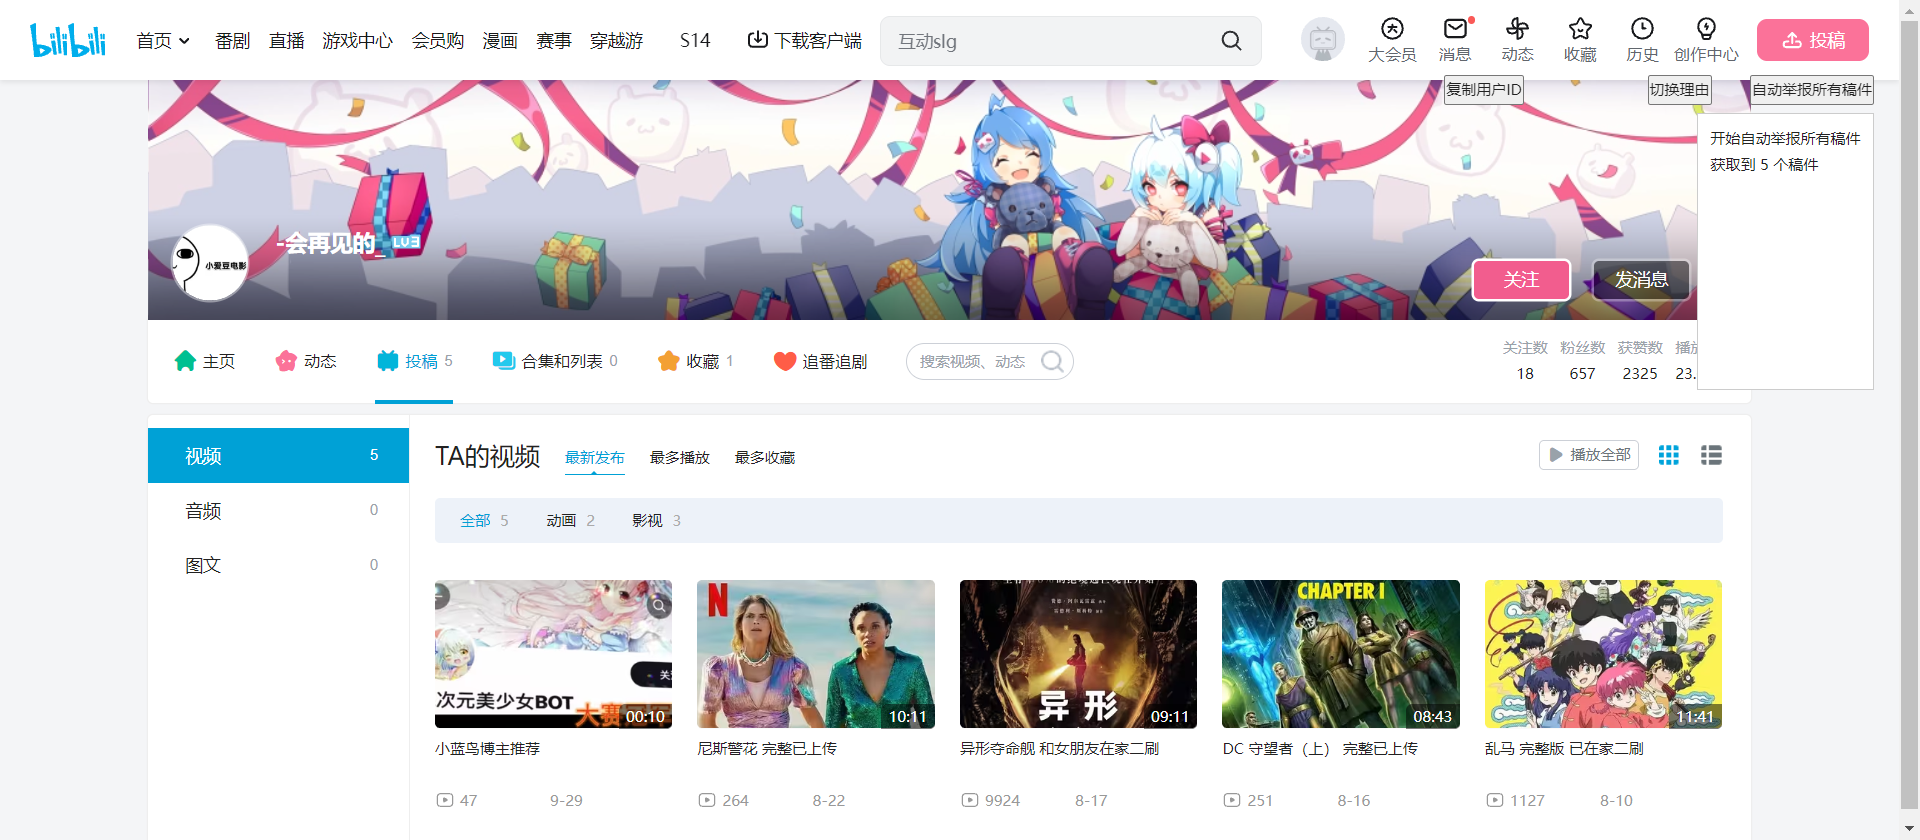 bilibili 首页 番剧 直播 游戏中心 会员购 漫画 赛事 穿越游 S14 下载客户端 互动slg 大会员 消息 动态 收藏 历史 创作中心 投稿
复制用户ID 切换理由 自动举报所有稿件
开始自动举报所有稿件
获取到 5 个稿件
小爱豆电影
-会再见的_ LV3
关注 发消息
主页 动态 投稿 5 合集和列表 0 收藏 1 追番追剧 搜索视频、动态
关注数 粉丝数 获赞数 播放
18 657 2325 23.
视频 5
音频 0
图文 0
TA的视频 最新发布 最多播放 最多收藏 播放全部
全部 5 动画 2 影视 3
次元美少女BOT
大赛
00:10
N
10:11
异形
09:11
CHAPTER I
08:43
11:41
小蓝鸟博主推荐
尼斯警花 完整已上传
异形夺命舰 和女朋友在家二刷
DC 守望者（上） 完整已上传
乱马 完整版 已在家二刷
47 9-29
264 8-22
9924 8-17
251 8-16
1127 8-10